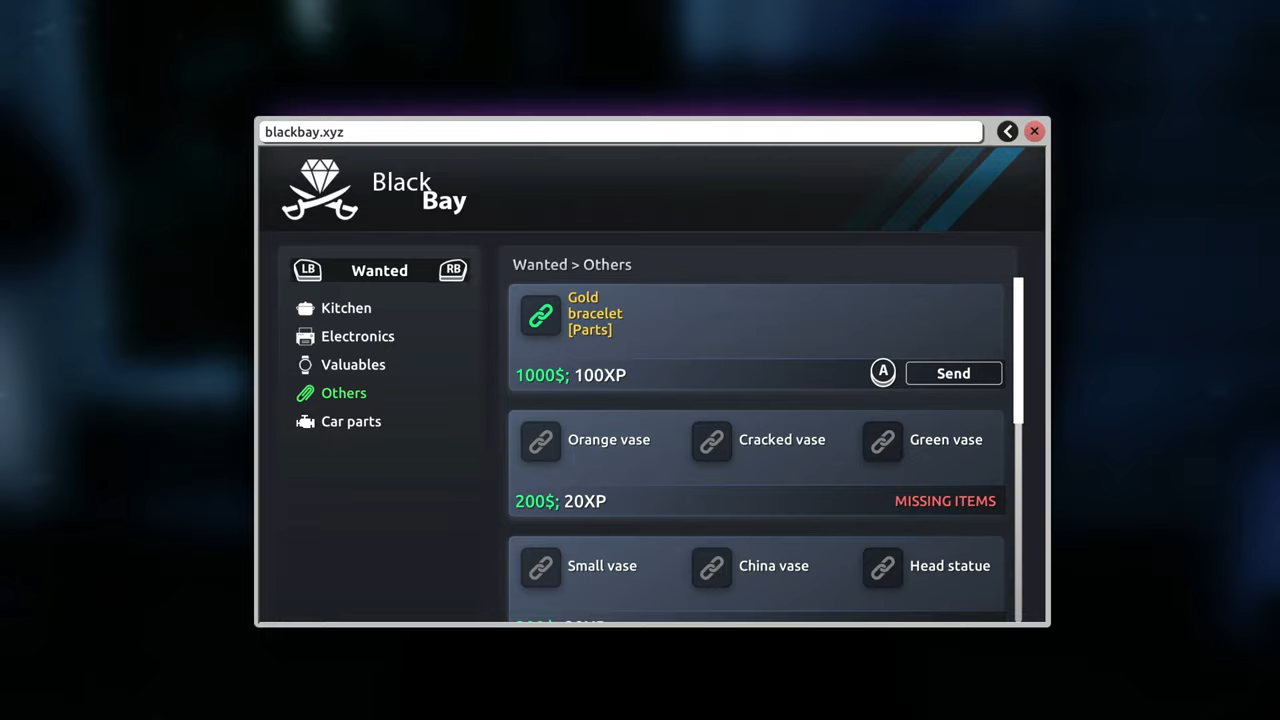 blackbay.xyz
Black
Bay
LB Wanted RB
Kitchen
Electronics
Valuables
Others
Car parts
Wanted > Others
Gold
bracelet
[Parts]
1000$; 100XP
A Send
Orange vase Cracked vase Green vase
200$; 20XP MISSING ITEMS
Small vase China vase Head statue